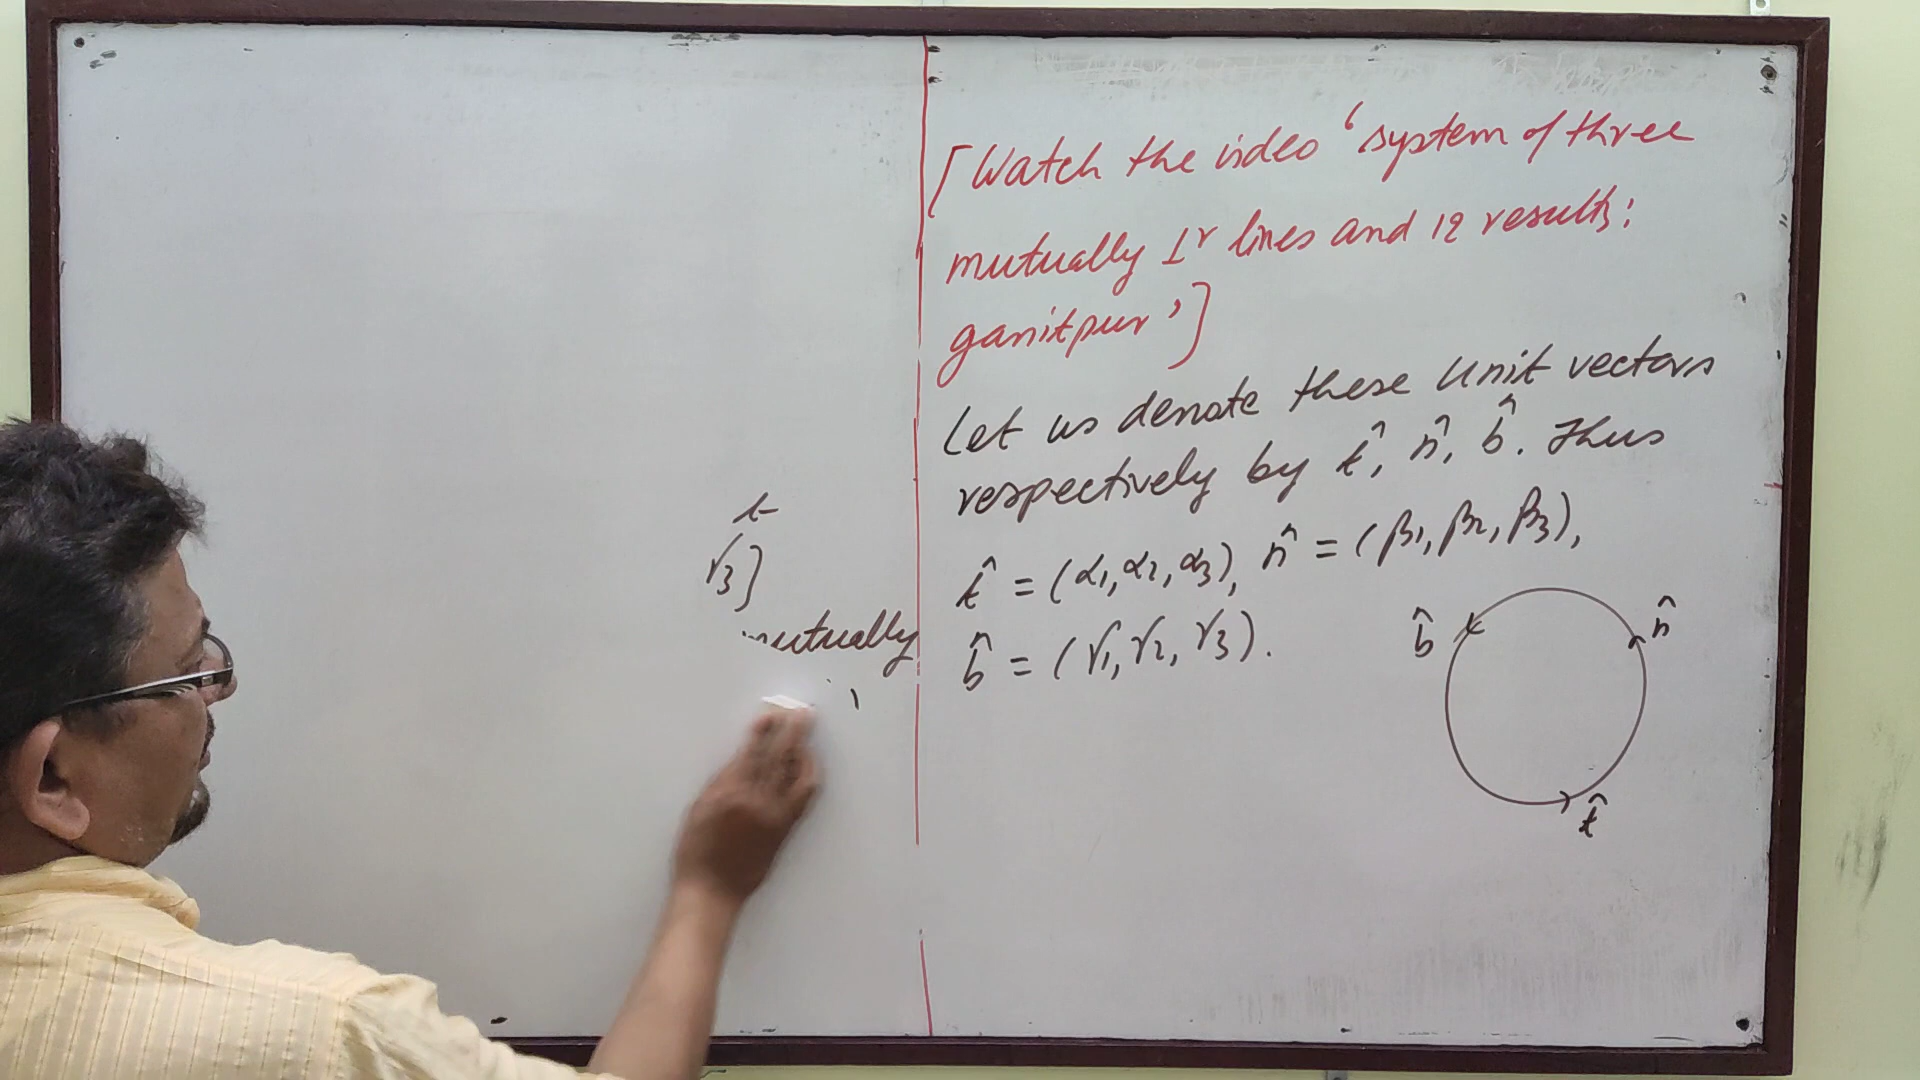 t
γ3]
mutually
[Watch the video 'system of three
mutually ⊥r lines and 12 results:
ganitpur']
Let us denote these unit vectors
respectively by t̂, n̂, b̂. Thus
t̂ = (α1, α2, α3), n̂ = (β1, β2, β3),
b̂ = (γ1, γ2, γ3).
b̂
n̂
t̂